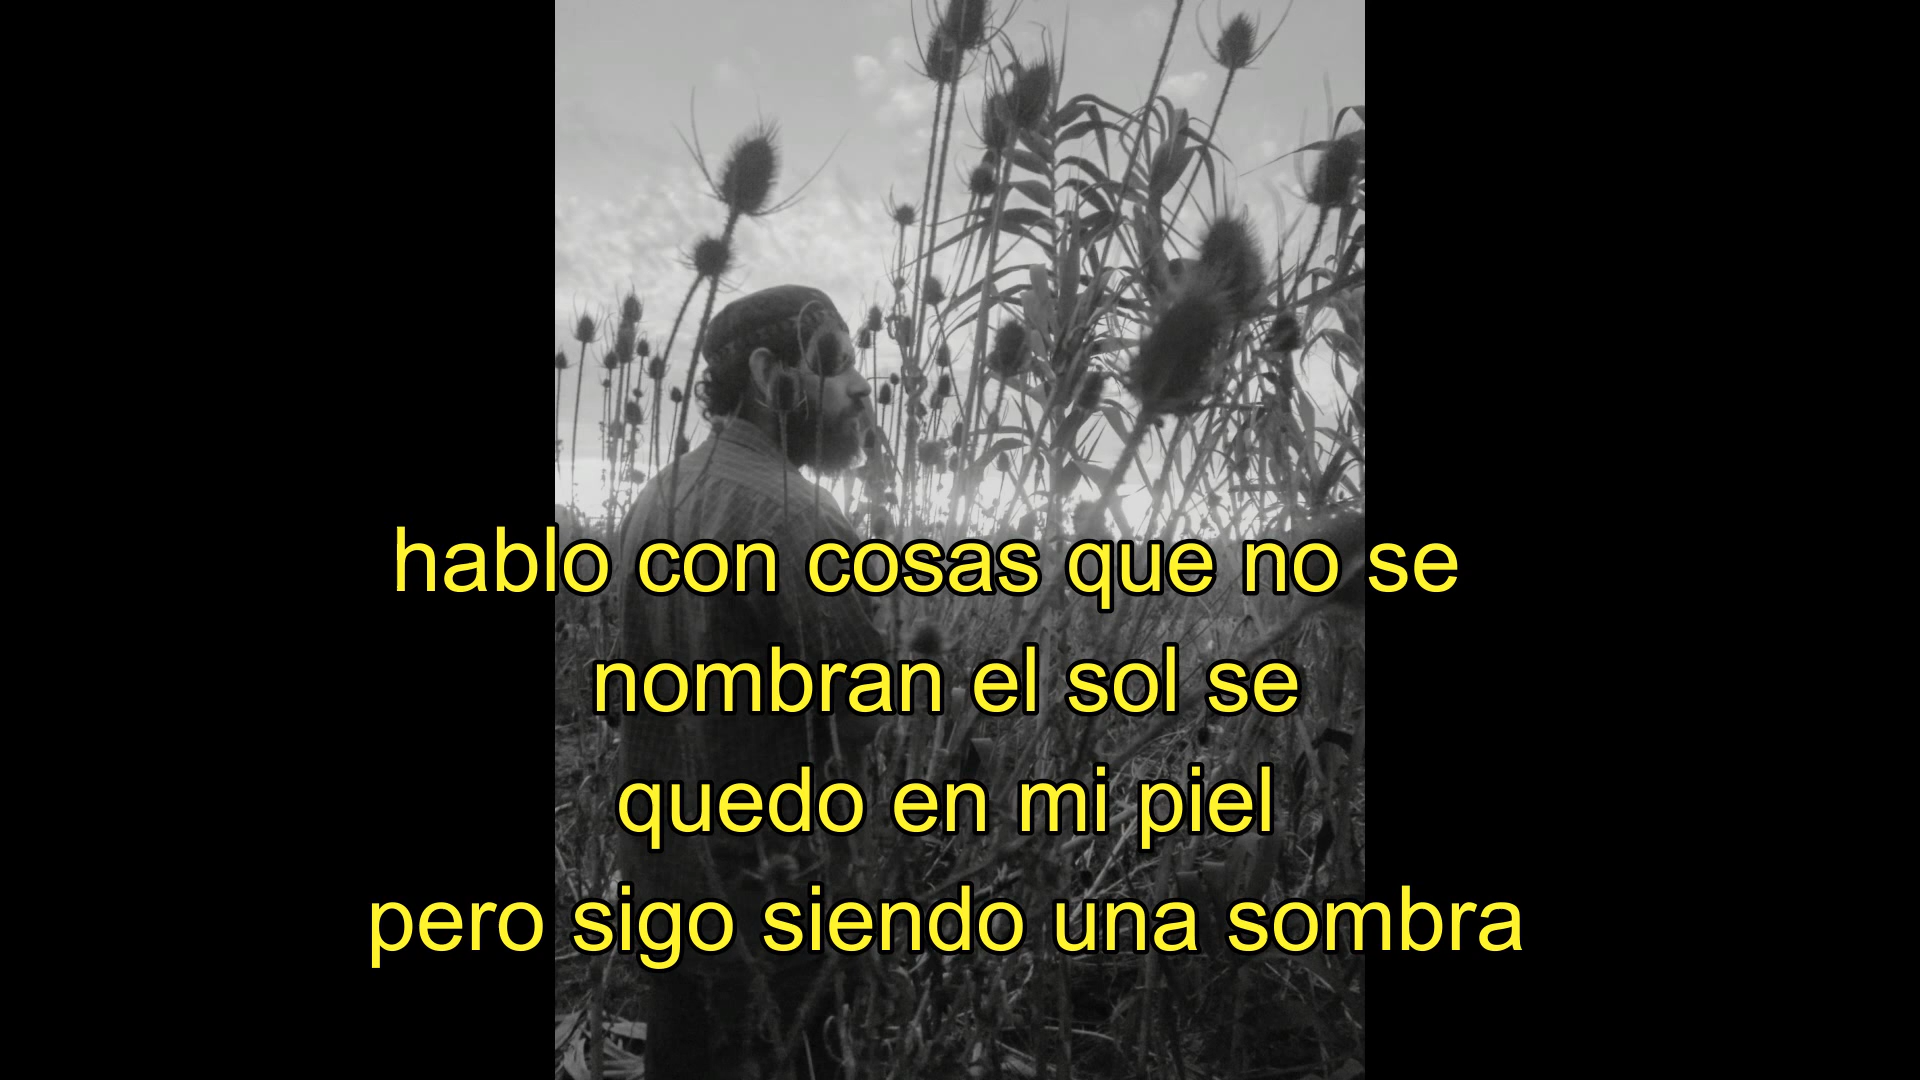 hablo con cosas que no se
nombran el sol se
quedo en mi piel
pero sigo siendo una sombra